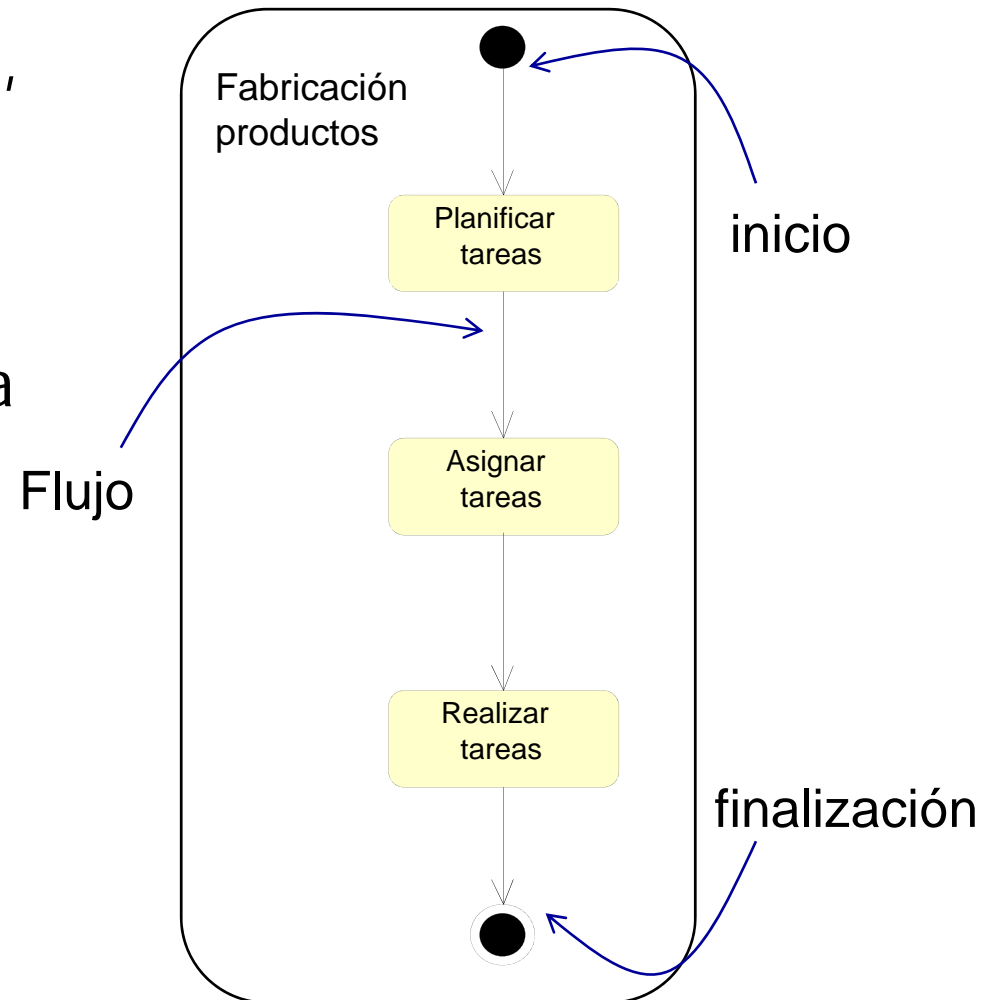 ,
Fabricación
productos
Planificar
tareas
inicio
a
Flujo
Asignar
tareas
Realizar
tareas
finalización